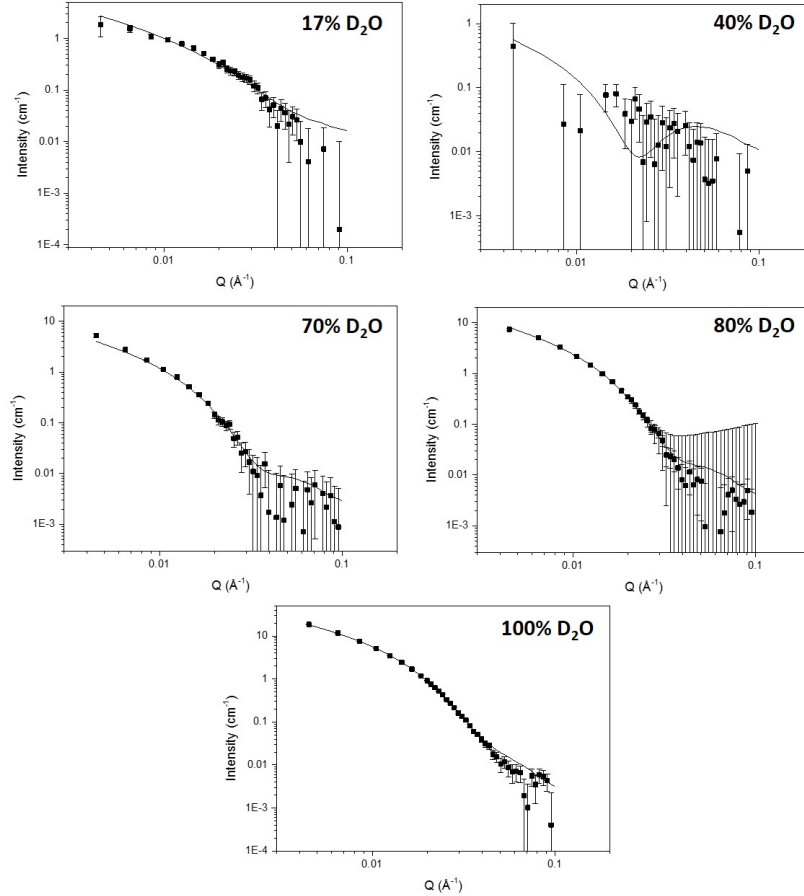 17% D₂O
Intensity (cm⁻¹)
1
0.1
0.01
1E-3
1E-4
0.01
0.1
Q (Å⁻¹)
40% D₂O
Intensity (cm⁻¹)
1
0.1
0.01
1E-3
0.01
0.1
Q (Å⁻¹)
70% D₂O
Intensity (cm⁻¹)
10
1
0.1
0.01
1E-3
0.01
0.1
Q (Å⁻¹)
80% D₂O
Intensity (cm⁻¹)
10
1
0.1
0.01
1E-3
0.01
0.1
Q (Å⁻¹)
100% D₂O
Intensity (cm⁻¹)
10
1
0.1
0.01
1E-3
1E-4
0.01
0.1
Q (Å⁻¹)